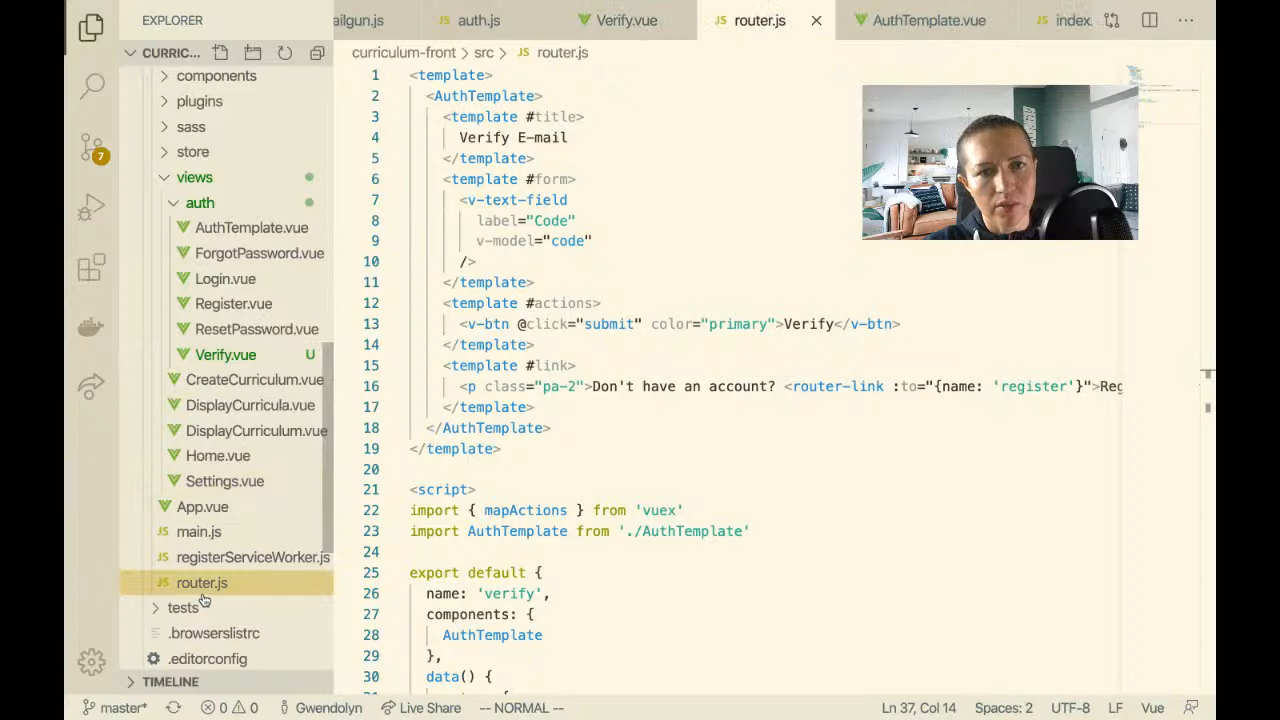 EXPLORER
ailgun.js
JS auth.js
Verify.vue
JS router.js
AuthTemplate.vue
JS index.
CURRIC...
curriculum-front > src > JS router.js
components
plugins
sass
store
views
auth
AuthTemplate.vue
ForgotPassword.vue
Login.vue
Register.vue
ResetPassword.vue
Verify.vue U
CreateCurriculum.vue
DisplayCurricula.vue
DisplayCurriculum.vue
Home.vue
Settings.vue
App.vue
JS main.js
JS registerServiceWorker.js
JS router.js
tests
.browserslistrc
.editorconfig
TIMELINE
7
1 <template>
2 <AuthTemplate>
3 <template #title>
4 Verify E-mail
5 </template>
6 <template #form>
7 <v-text-field
8 label="Code"
9 v-model="code"
10 />
11 </template>
12 <template #actions>
13 <v-btn @click="submit" color="primary">Verify</v-btn>
14 </template>
15 <template #link>
16 <p class="pa-2">Don't have an account? <router-link :to="{name: 'register'}">Reg
17 </template>
18 </AuthTemplate>
19 </template>
20
21 <script>
22 import { mapActions } from 'vuex'
23 import AuthTemplate from './AuthTemplate'
24
25 export default {
26 name: 'verify',
27 components: {
28 AuthTemplate
29 },
30 data() {
master* 0 0 Gwendolyn Live Share -- NORMAL -- Ln 37, Col 14 Spaces: 2 UTF-8 LF Vue